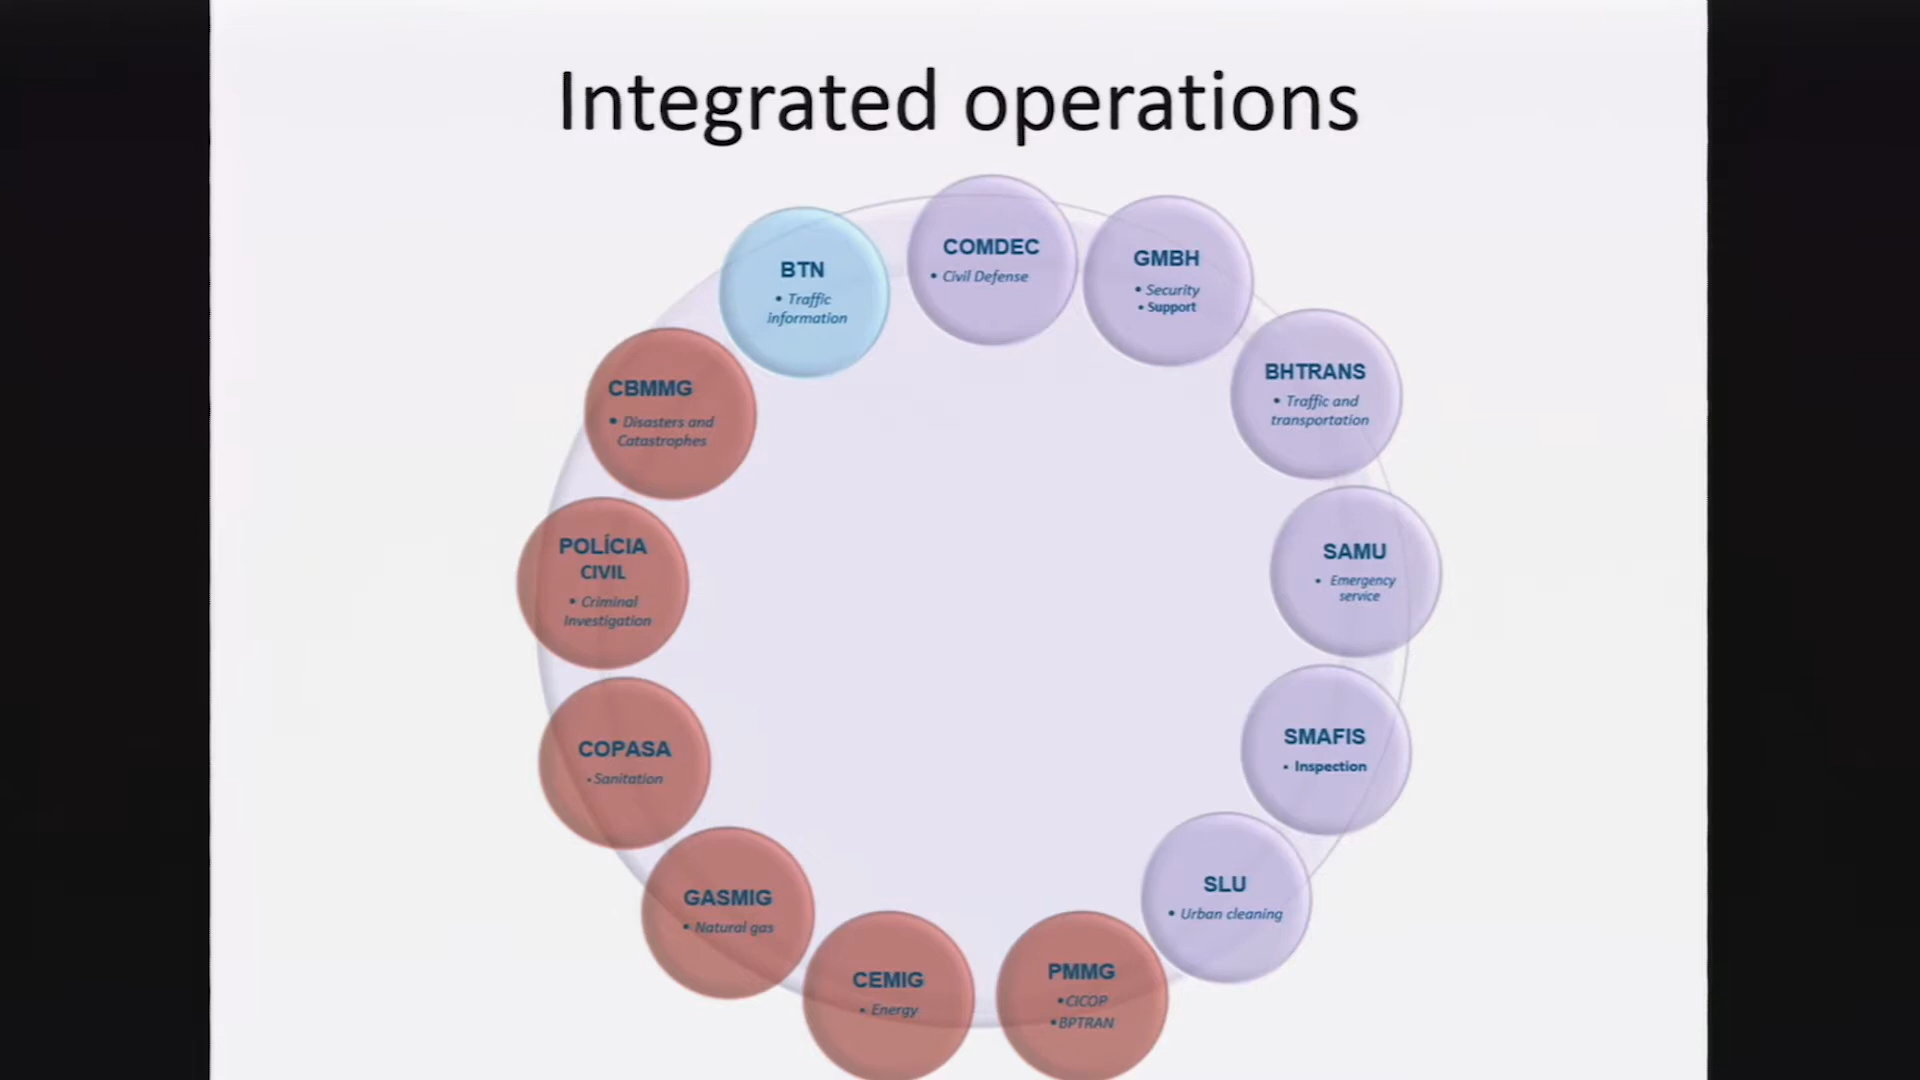 Integrated operations
COMDEC
• Civil Defense
GMBH
• Security
• Support
BHTRANS
• Traffic and
transportation
SAMU
• Emergency
service
SMAFIS
• Inspection
SLU
• Urban cleaning
PMMG
•CICOP
•BPTRAN
CEMIG
• Energy
GASMIG
• Natural gas
COPASA
•Sanitation
POLÍCIA
CIVIL
• Criminal
Investigation
CBMMG
• Disasters and
Catastrophes
BTN
• Traffic
information